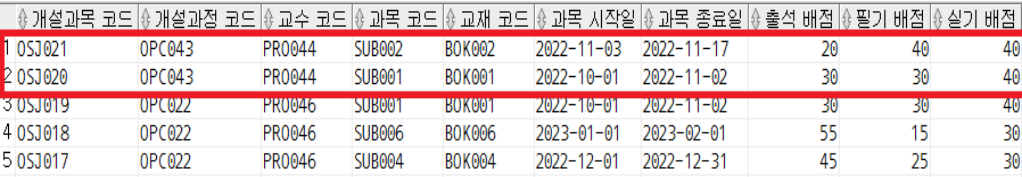 개설과목 코드 개설과정 코드 교수 코드 과목 코드 교재 코드 과목 시작일 과목 종료일 출석 배점 필기 배점 실기 배점
1 OSJ021 OPC043 PRO044 SUB002 BOK002 2022-11-03 2022-11-17 20 40 40
2 OSJ020 OPC043 PRO044 SUB001 BOK001 2022-10-01 2022-11-02 30 30 40
3 OSJ019 OPC022 PRO046 SUB001 BOK001 2022-10-01 2022-11-02 30 30 40
4 OSJ018 OPC022 PRO046 SUB006 BOK006 2023-01-01 2023-02-01 55 15 30
5 OSJ017 OPC022 PRO046 SUB004 BOK004 2022-12-01 2022-12-31 45 25 30